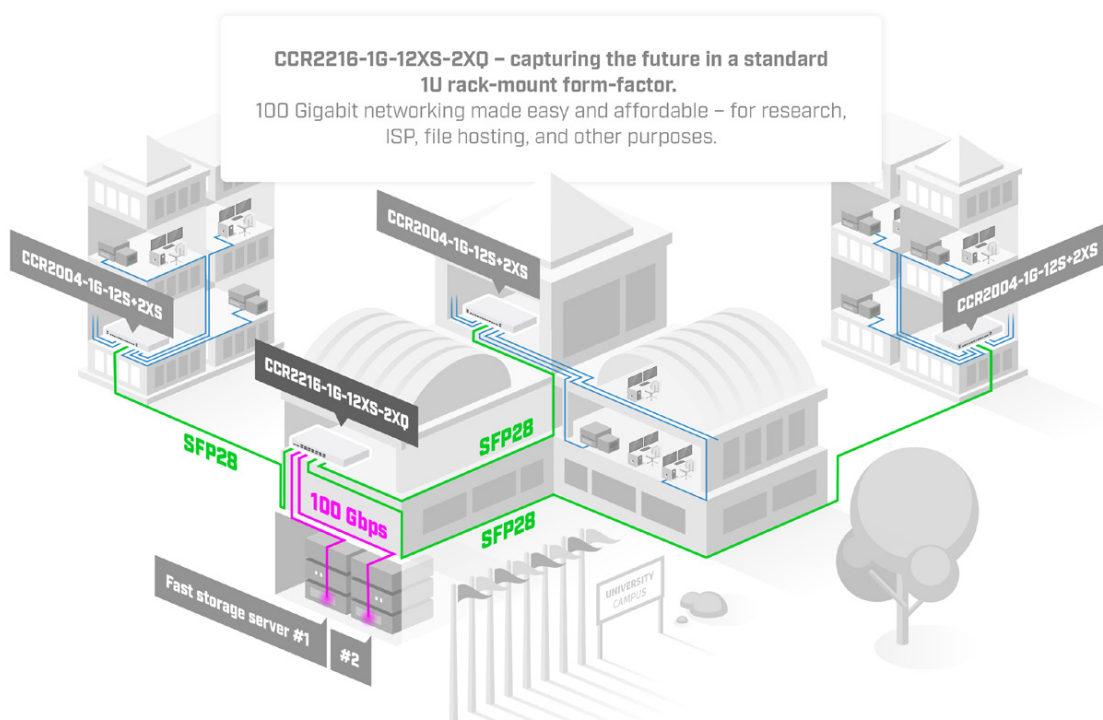 CCR2216-1G-12XS-2XQ – capturing the future in a standard
1U rack-mount form-factor.
100 Gigabit networking made easy and affordable – for research,
ISP, file hosting, and other purposes.
CCR2004-1G-12S+2XS
CCR2004-1G-12S+2XS
CCR2004-1G-12S+2XS
CCR2216-1G-12XS-2XQ
SFP28
SFP28
100 Gbps
SFP28
Fast storage server #1
#2
UNIVERSITY
CAMPUS